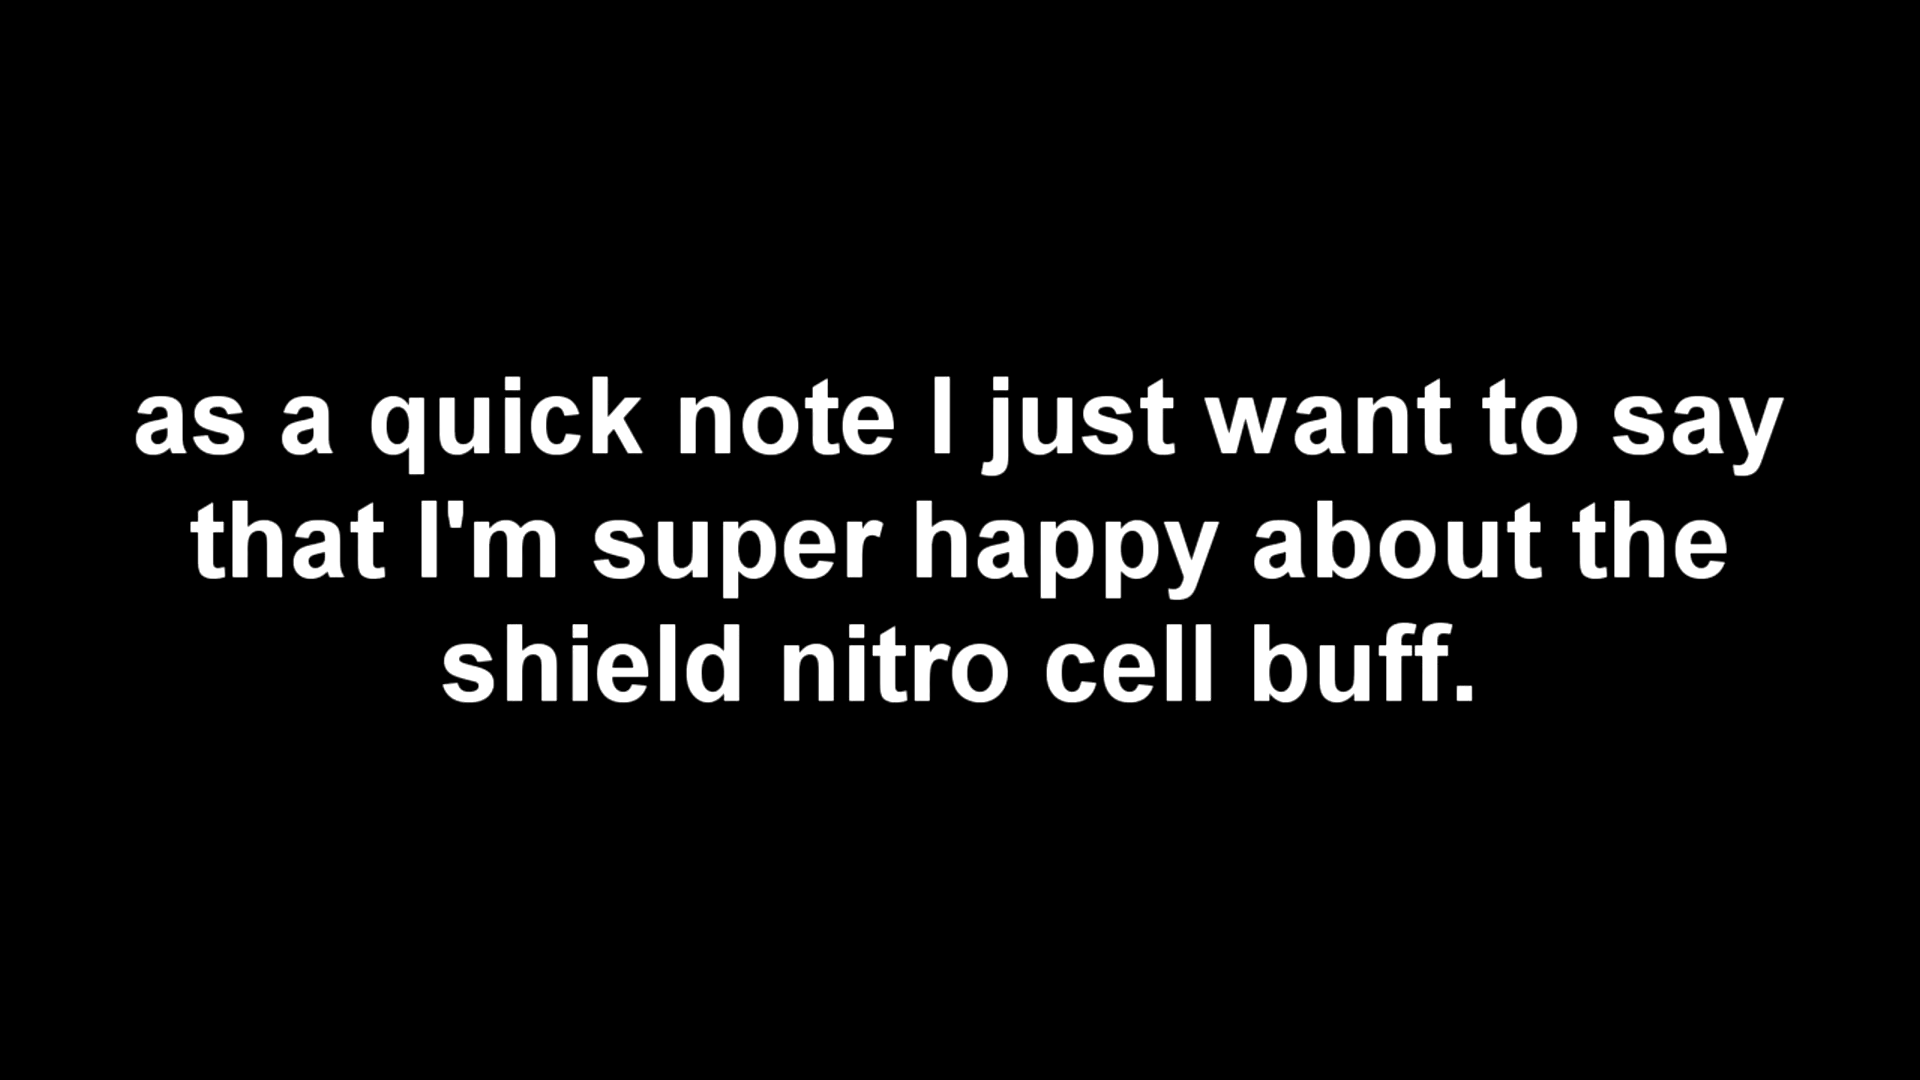 as a quick note I just want to say
that I'm super happy about the
shield nitro cell buff.